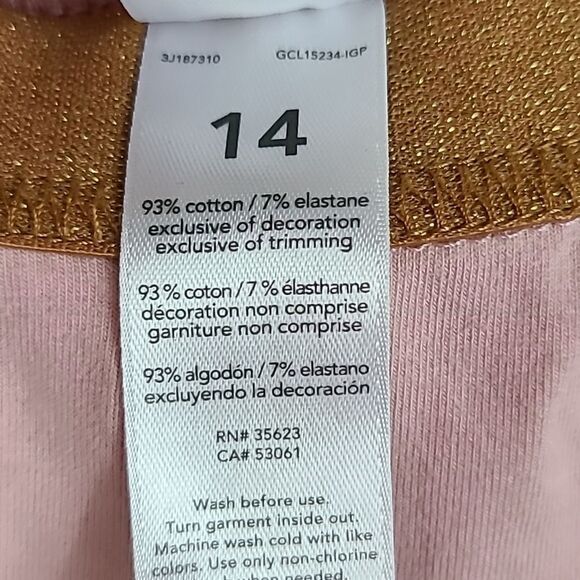 3J187310 GCL15234-IGP
14
93% cotton / 7% elastane
exclusive of decoration
exclusive of trimming
93 % coton / 7 % élasthanne
décoration non comprise
garniture non comprise
93% algodón / 7% elastano
excluyendo la decoración
RN# 35623
CA# 53061
Wash before use.
Turn garment inside out.
Machine wash cold with like
colors. Use only non-chlorine
when needed.